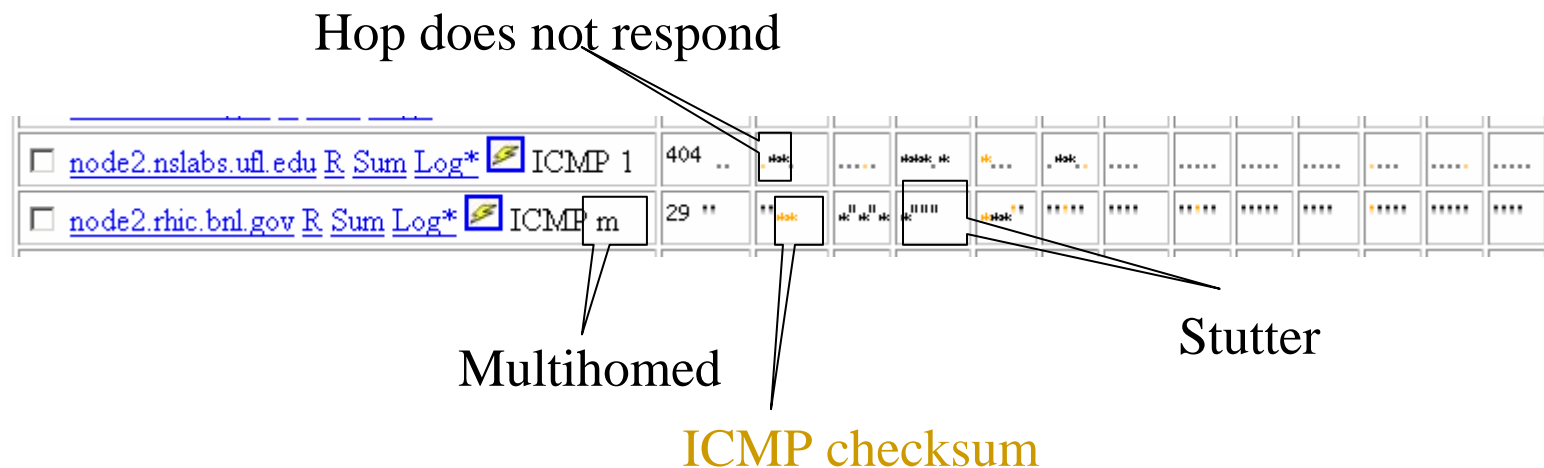 Hop does not respond
node2.nslabs.ufl.edu R Sum Log* ICMP 1 404 ..
node2.rhic.bnl.gov R Sum Log* ICMP m 29 "
Stutter
Multihomed
ICMP checksum